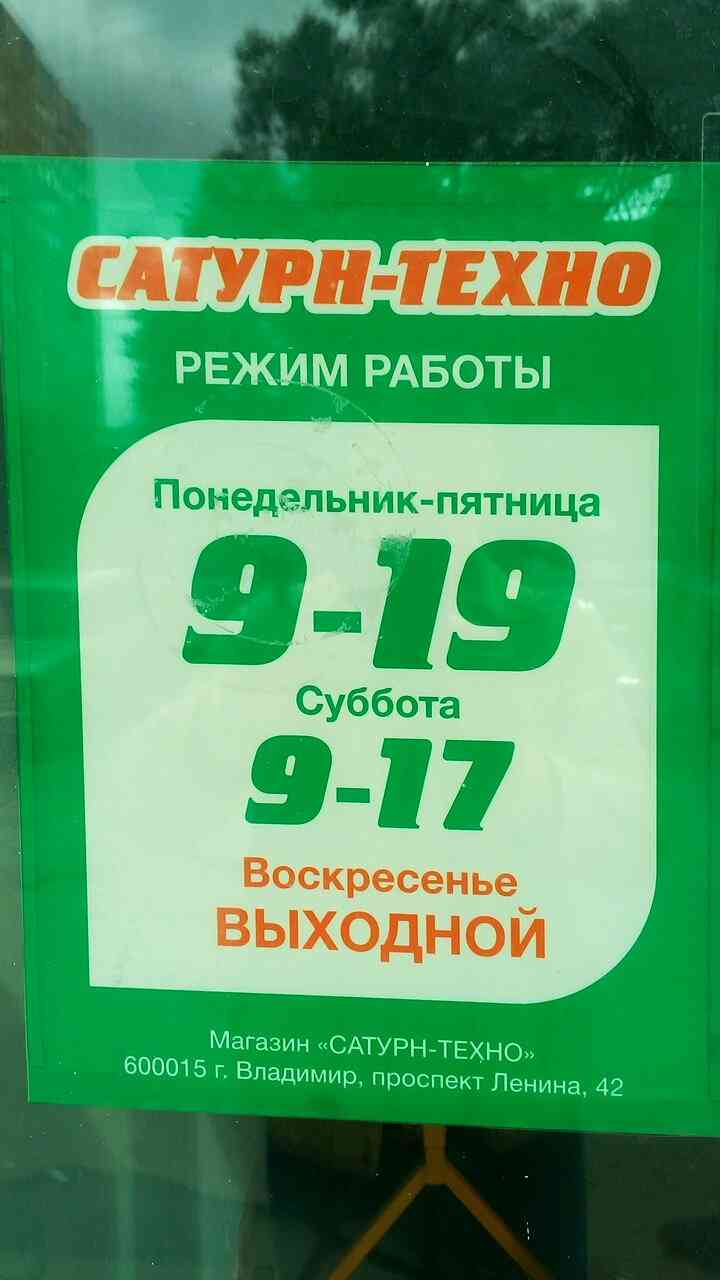 САТУРН-ТЕХНО
РЕЖИМ РАБОТЫ
Понедельник-пятница
9-19
Суббота
9-17
Воскресенье
ВЫХОДНОЙ
Магазин «САТУРН-ТЕХНО»
600015 г. Владимир, проспект Ленина, 42